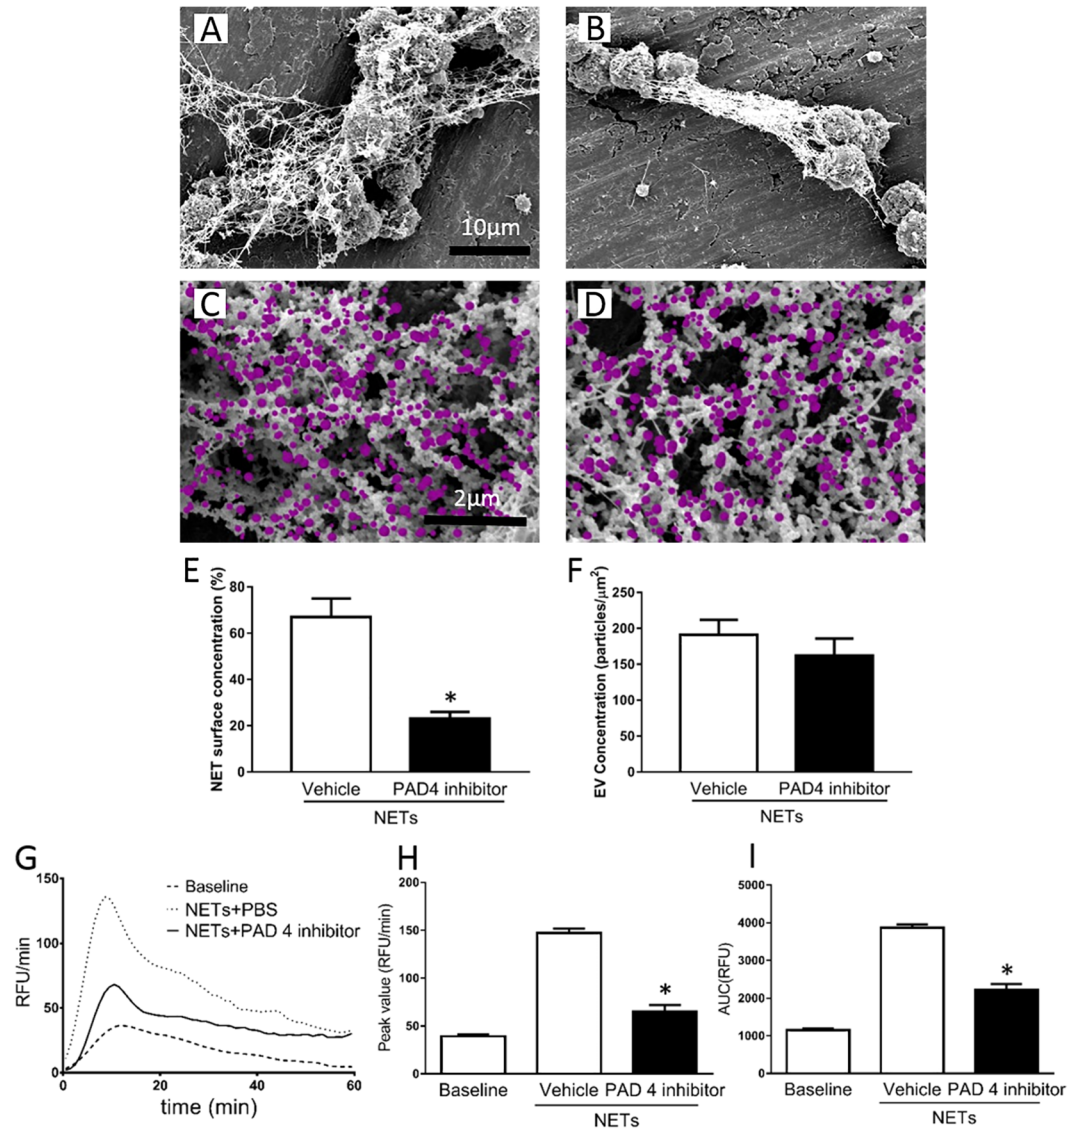 A
B
10μm
C
D
2μm
E
NET surface concentration (%)
80
60
40
20
0
*
Vehicle
PAD4 inhibitor
NETs
F
EV Concentration (particles/μm²)
250
200
150
100
50
0
Vehicle
PAD4 inhibitor
NETs
G
RFU/min
150
100
50
0
Baseline
NETs+PBS
NETs+PAD 4 inhibitor
0
20
40
60
time (min)
H
Peak value (RFU/min)
200
150
100
50
0
*
Baseline
Vehicle
PAD 4 inhibitor
NETs
I
AUC(RFU)
5000
4000
3000
2000
1000
0
*
Baseline
Vehicle
PAD 4 inhibitor
NETs